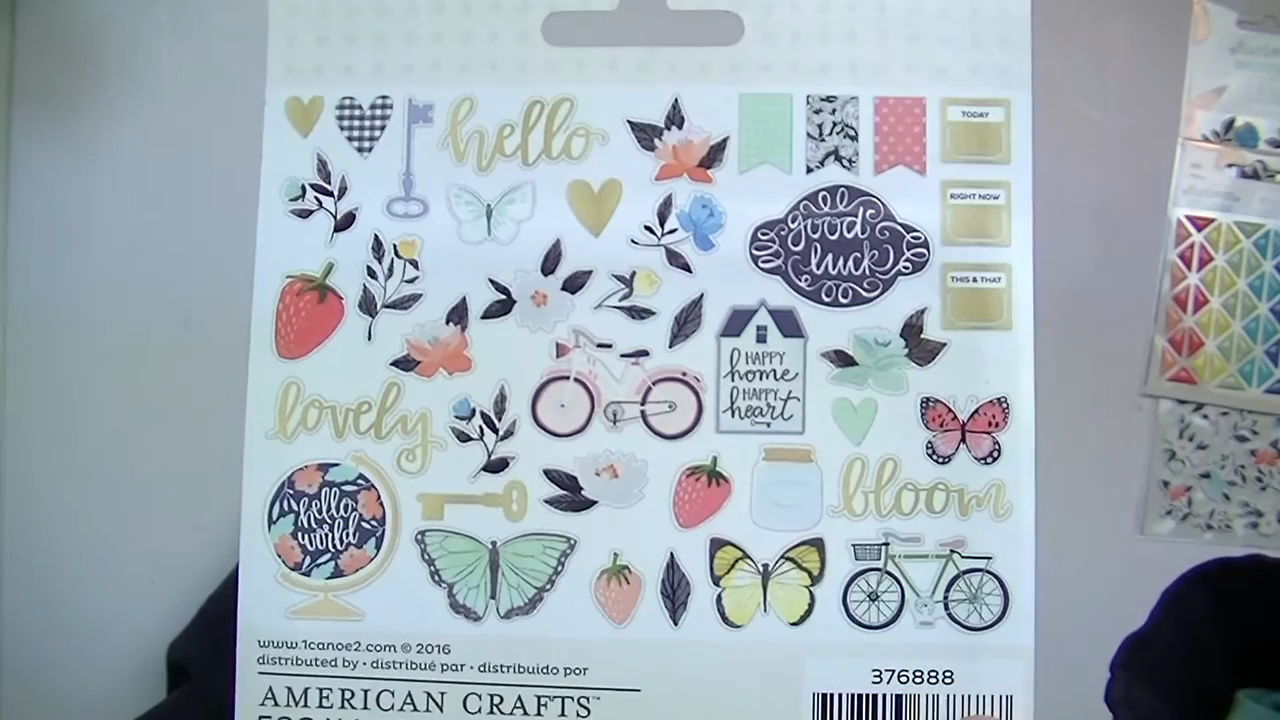 hello
TODAY
RIGHT NOW
good
luck
THIS & THAT
HAPPY
home
HAPPY
heart
lovely
bloom
hello
world
www.1canoe2.com © 2016
distributed by • distribué par • distribuido por
AMERICAN CRAFTS™
376888